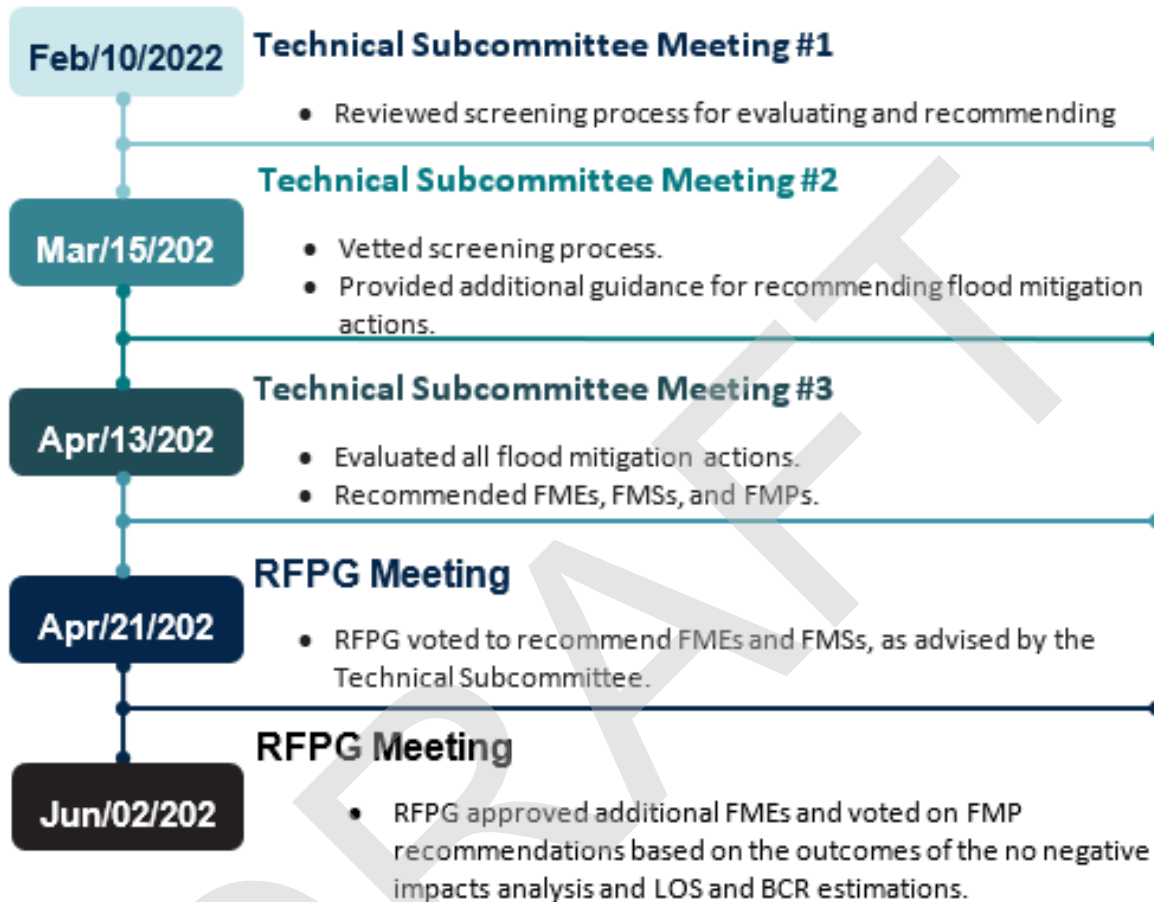 Feb/10/2022
Technical Subcommittee Meeting #1
• Reviewed screening process for evaluating and recommending
Mar/15/202
Technical Subcommittee Meeting #2
• Vetted screening process.
• Provided additional guidance for recommending flood mitigation
actions.
Apr/13/202
Technical Subcommittee Meeting #3
• Evaluated all flood mitigation actions.
• Recommended FMEs, FMSs, and FMPs.
Apr/21/202
RFPG Meeting
• RFPG voted to recommend FMEs and FMSs, as advised by the
Technical Subcommittee.
Jun/02/202
RFPG Meeting
• RFPG approved additional FMEs and voted on FMP
recommendations based on the outcomes of the no negative
impacts analysis and LOS and BCR estimations.
DRAFT